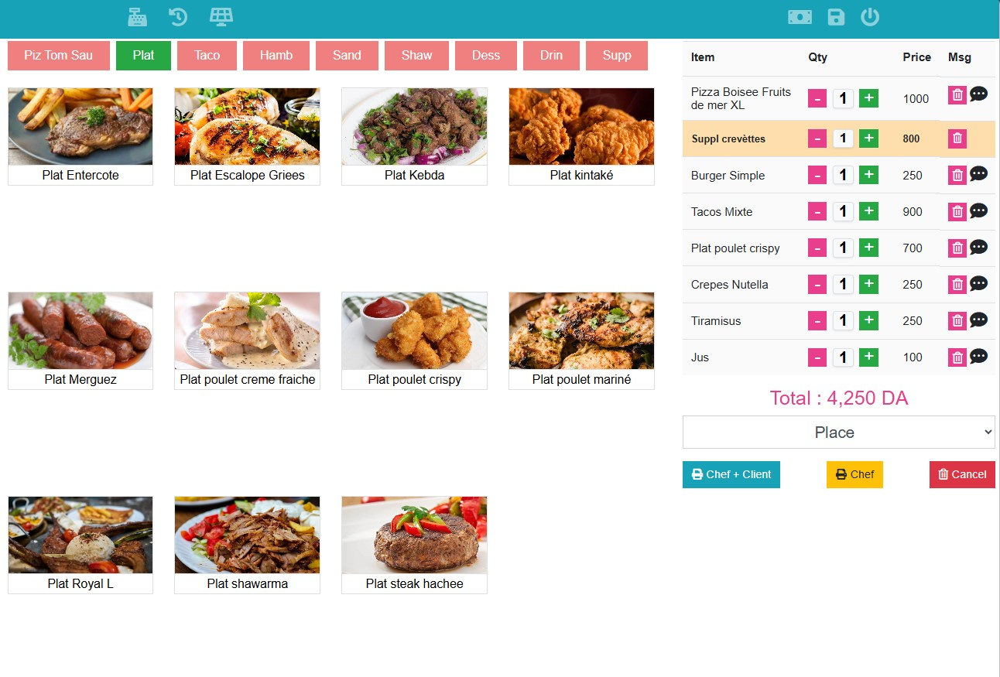 Piz Tom Sau Plat Taco Hamb Sand Shaw Dess Drin Supp
Plat Entercote Plat Escalope Griees Plat Kebda Plat kintaké
Plat Merguez Plat poulet creme fraiche Plat poulet crispy Plat poulet mariné
Plat Royal L Plat shawarma Plat steak hachee
Item Qty Price Msg
Pizza Boisee Fruits
de mer XL - 1 + 1000
Suppl crevèttes - 1 + 800
Burger Simple - 1 + 250
Tacos Mixte - 1 + 900
Plat poulet crispy - 1 + 700
Crepes Nutella - 1 + 250
Tiramisus - 1 + 250
Jus - 1 + 100
Total : 4,250 DA
Place
Chef + Client Chef Cancel